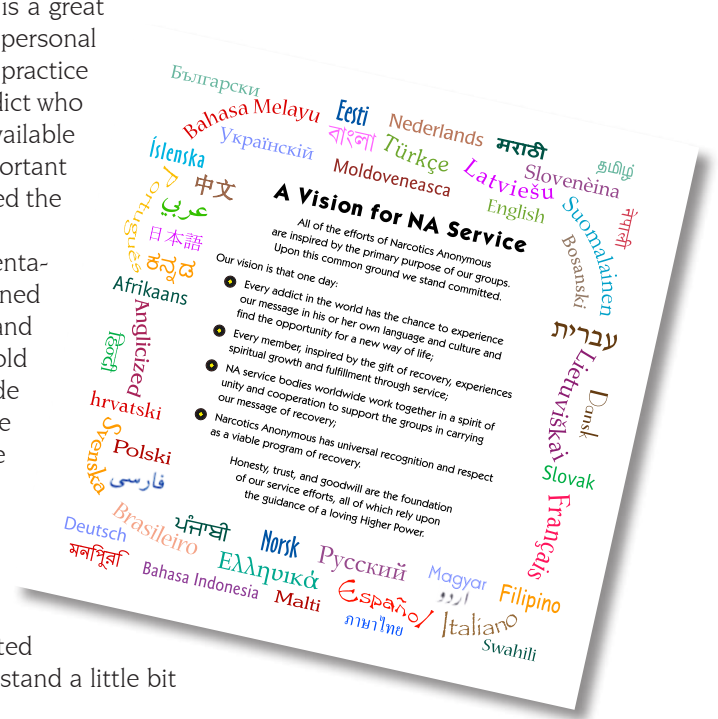 is a great
personal
practice
dict who
vailable
ortant
ed the
enta-
ned
and
old
de
e
e
ted
stand a little bit
Български
Bahasa Melayu
Eesti
Nederlands
मराठी
தமிழ்
Українскій
বাংলা
Türkçe
Latviešu
Slovenèina
नेपाली
Íslenska
Moldoveneasca
English
Suomalainen
Português
中文
عربي
日本語
ಕನ್ನಡ
Bosanski
Afrikaans
Anglicized
हिन्दी
עברית
Lietuviškai
Dansk
A Vision for NA Service
All of the efforts of Narcotics Anonymous
are inspired by the primary purpose of our groups.
Upon this common ground we stand committed.
Our vision is that one day:
Every addict in the world has the chance to experience
our message in his or her own language and culture and
find the opportunity for a new way of life;
Every member, inspired by the gift of recovery, experiences
spiritual growth and fulfillment through service;
NA service bodies worldwide work together in a spirit of
unity and cooperation to support the groups in carrying
our message of recovery;
Narcotics Anonymous has universal recognition and respect
as a viable program of recovery.
Honesty, trust, and goodwill are the foundation
of our service efforts, all of which rely upon
the guidance of a loving Higher Power.
hrvatski
Svenska
Polski
فارسی
Slovak
Français
Deutsch
Brasileiro
ਪੰਜਾਬੀ
Norsk
Русский
Magyar
Filipino
মনিপুরি
Bahasa Indonesia
Ελληνικά
Malti
Español
اردو
Italiano
ภาษาไทย
Swahili